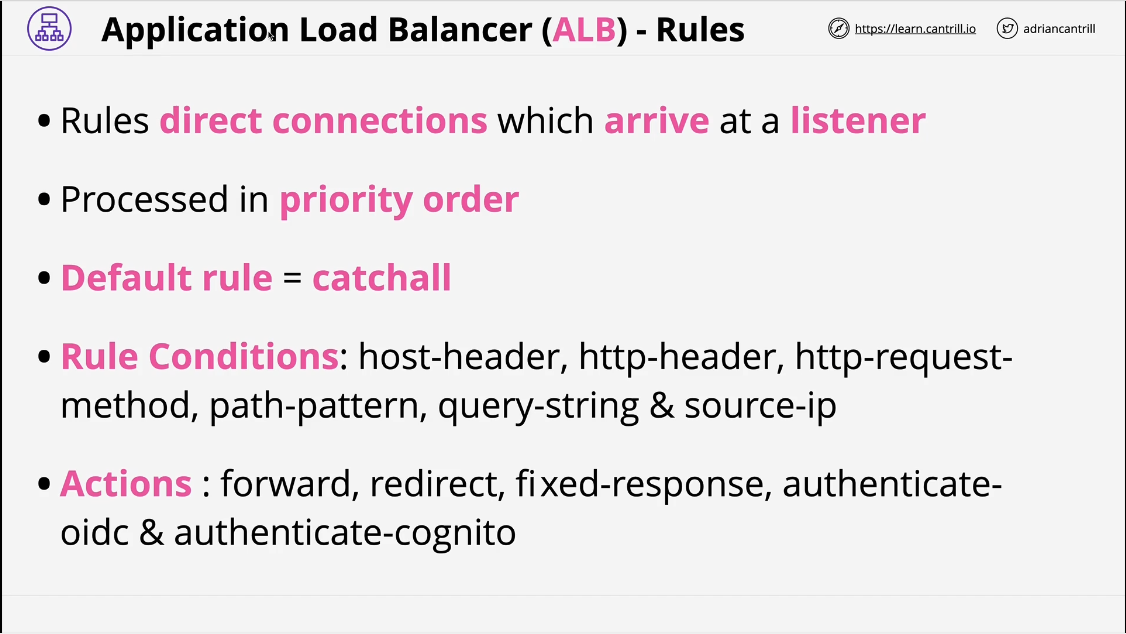 Application Load Balancer (ALB) - Rules
https://learn.cantrill.io
adriancantrill
• Rules direct connections which arrive at a listener
• Processed in priority order
• Default rule = catchall
• Rule Conditions: host-header, http-header, http-request-
method, path-pattern, query-string & source-ip
• Actions : forward, redirect, fixed-response, authenticate-
oidc & authenticate-cognito